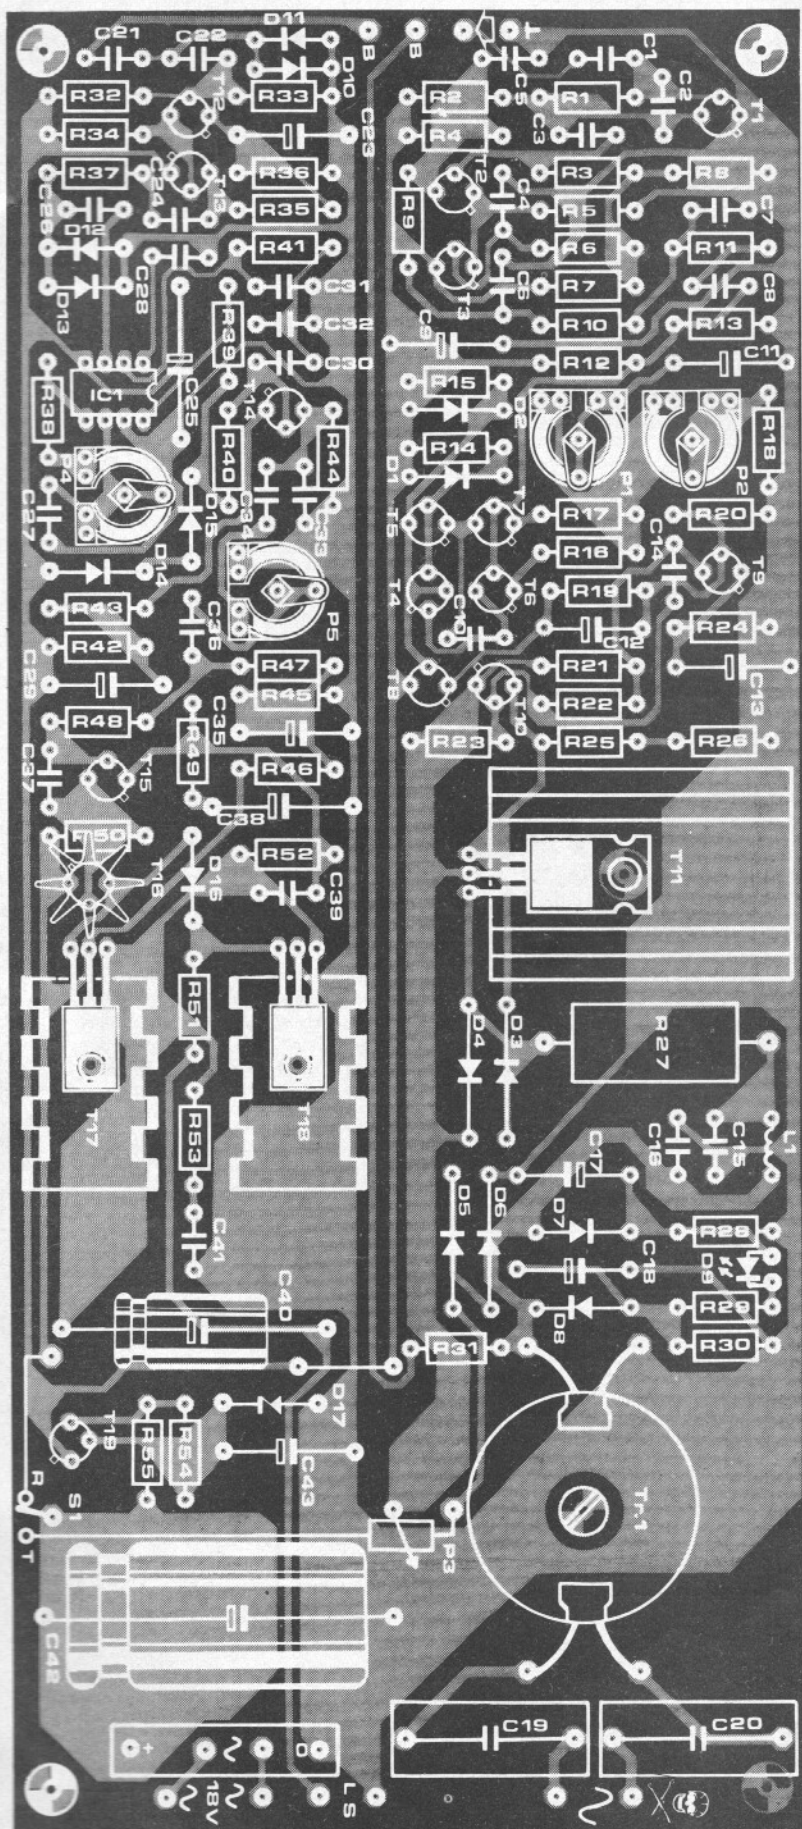 C21 C22 D11 B B ⊥
T12 D10 C5 C1 C2 T1
R32 R33 R2 R1
R34 C23 R4 C3
R37 C24 T13 R36 T2 R3 R8
C26 R35 R9 C4 R5 C7
D12 R41 R6 R11
D13 C28 C31 T3 C6 R7 C8
R39 C32 C9 R10 R13
C30 R12 C11
R38 IC1 C25 T14 R15 D2
R40 R44 R14 D1 P1 P2 R18
P4 C27 D15 C34 C33
T5 T7 R17 R20
D14 R16 C14 T9
R43 C36 P5 T4 T6 R19
R42 C10 C12 R24
R47 R21
C29 R45 T8 T10 R22 C13
R48 R49 C35 R23 R25 R26
C37 T15 R46
C38
R50 R52
T16 D16 C39 T11
R51 D4 D3 R27
T17 T18
R53 C16 C15 L1
C17
C41 D5 D6 D7 R28
C18 D9
C40 D8 R29
R31 R30
D17
T19 R55 R54 C43
R S1 Tr.1
T P3
C42
C19 C20
+ ~ 0
~ 18V ~ LS ~